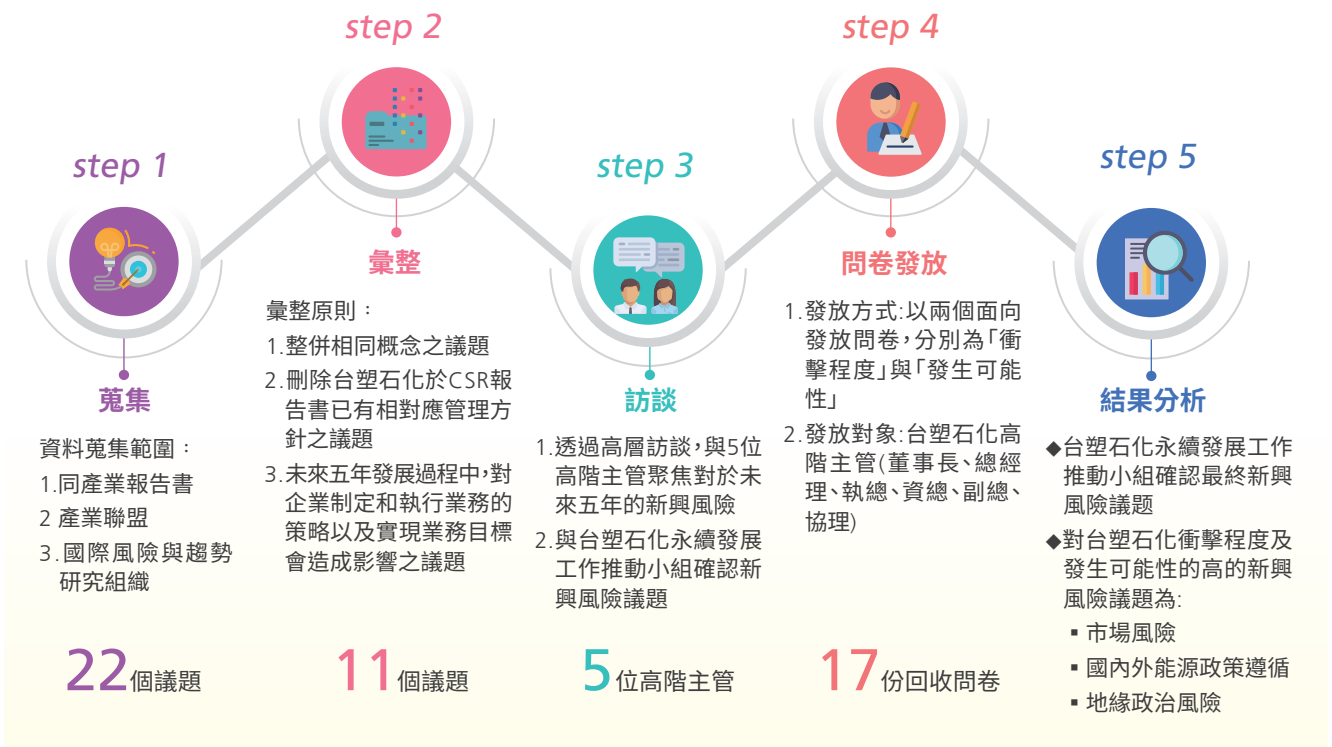 step 1
蒐集
資料蒐集範圍：
1.同產業報告書
2 產業聯盟
3.國際風險與趨勢
研究組織
22個議題
step 2
彙整
彙整原則：
1.整併相同概念之議題
2.刪除台塑石化於CSR報
告書已有相對應管理方
針之議題
3.未來五年發展過程中，對
企業制定和執行業務的
策略以及實現業務目標
會造成影響之議題
11個議題
step 3
訪談
1.透過高層訪談，與5位
高階主管聚焦對於未
來五年的新興風險
2.與台塑石化永續發展
工作推動小組確認新
興風險議題
5位高階主管
step 4
問卷發放
1.發放方式:以兩個面向
發放問卷，分別為「衝
擊程度」與「發生可能
性」
2.發放對象:台塑石化高
階主管(董事長、總經
理、執總、資總、副總、
協理)
17份回收問卷
step 5
結果分析
◆台塑石化永續發展工作
推動小組確認最終新興
風險議題
◆對台塑石化衝擊程度及
發生可能性的高的新興
風險議題為:
▪市場風險
▪國內外能源政策遵循
▪地緣政治風險